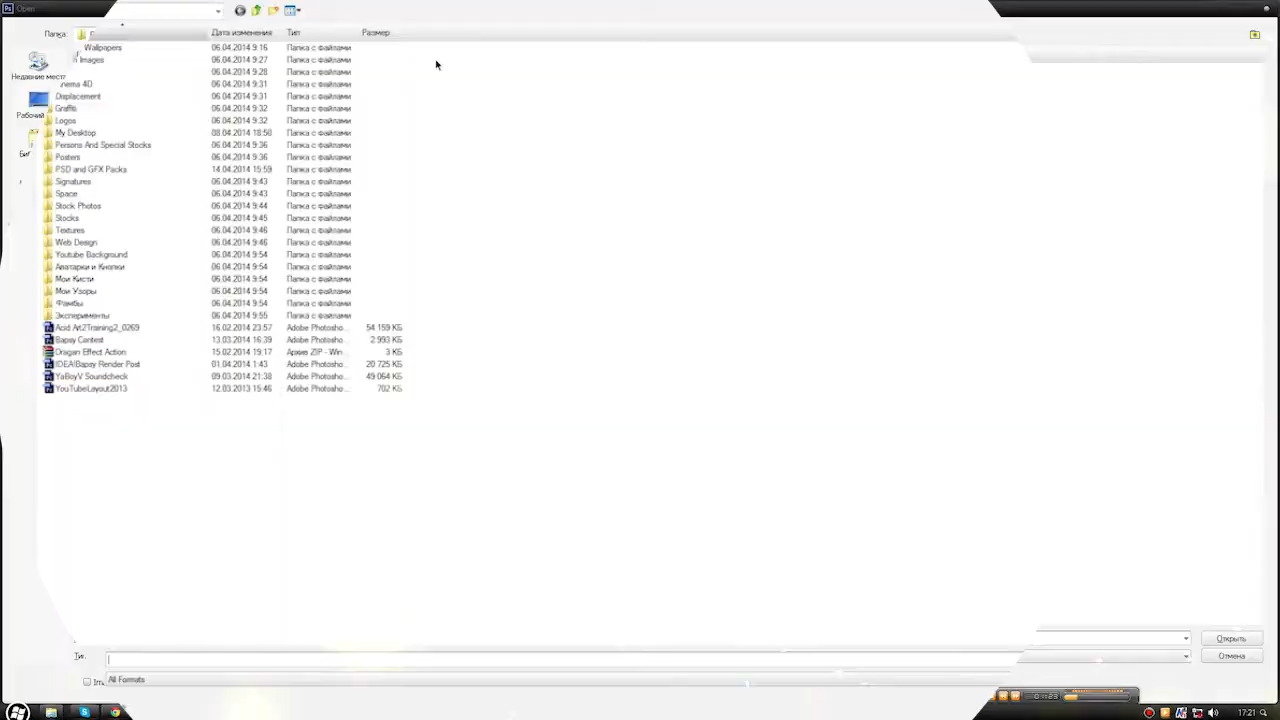 Open
Папка:
Дата изменения Тип Размер
Wallpapers 06.04.2014 9:16 Папка с файлами
Images 06.04.2014 9:27 Папка с файлами
06.04.2014 9:28 Папка с файлами
4D 06.04.2014 9:31 Папка с файлами
Displacement 06.04.2014 9:31 Папка с файлами
Graffiti 06.04.2014 9:32 Папка с файлами
Logos 06.04.2014 9:32 Папка с файлами
My Desktop 08.04.2014 18:50 Папка с файлами
Persons And Special Stocks 06.04.2014 9:36 Папка с файлами
Posters 06.04.2014 9:36 Папка с файлами
PSD and GFX Packs 14.04.2014 15:59 Папка с файлами
Signatures 06.04.2014 9:43 Папка с файлами
Space 06.04.2014 9:43 Папка с файлами
Stock Photos 06.04.2014 9:44 Папка с файлами
Stocks 06.04.2014 9:45 Папка с файлами
Textures 06.04.2014 9:46 Папка с файлами
Web Design 06.04.2014 9:46 Папка с файлами
Youtube Background 06.04.2014 9:54 Папка с файлами
Аватарки и Кнопки 06.04.2014 9:54 Папка с файлами
Мои Кисти 06.04.2014 9:54 Папка с файлами
Мои Узоры 06.04.2014 9:54 Папка с файлами
Фамбы 06.04.2014 9:54 Папка с файлами
Эксперименты 06.04.2014 9:55 Папка с файлами
Acid Art2Training2_0269 16.02.2014 23:57 Adobe Photosho... 54 159 КБ
Bapsy Contest 13.03.2014 16:39 Adobe Photosho... 2 993 КБ
Dragan Effect Action 15.02.2014 19:17 Архив ZIP - Win... 3 КБ
IDEA!Bapsy Render Post 01.04.2014 1:43 Adobe Photosho... 20 725 КБ
YaBoyV Soundcheck 09.03.2014 21:38 Adobe Photosho... 49 064 КБ
YouTubeLayout2013 12.03.2013 15:46 Adobe Photosho... 702 КБ
Недавние места
Рабочий
Открыть
Отмена
All Formats
17:21